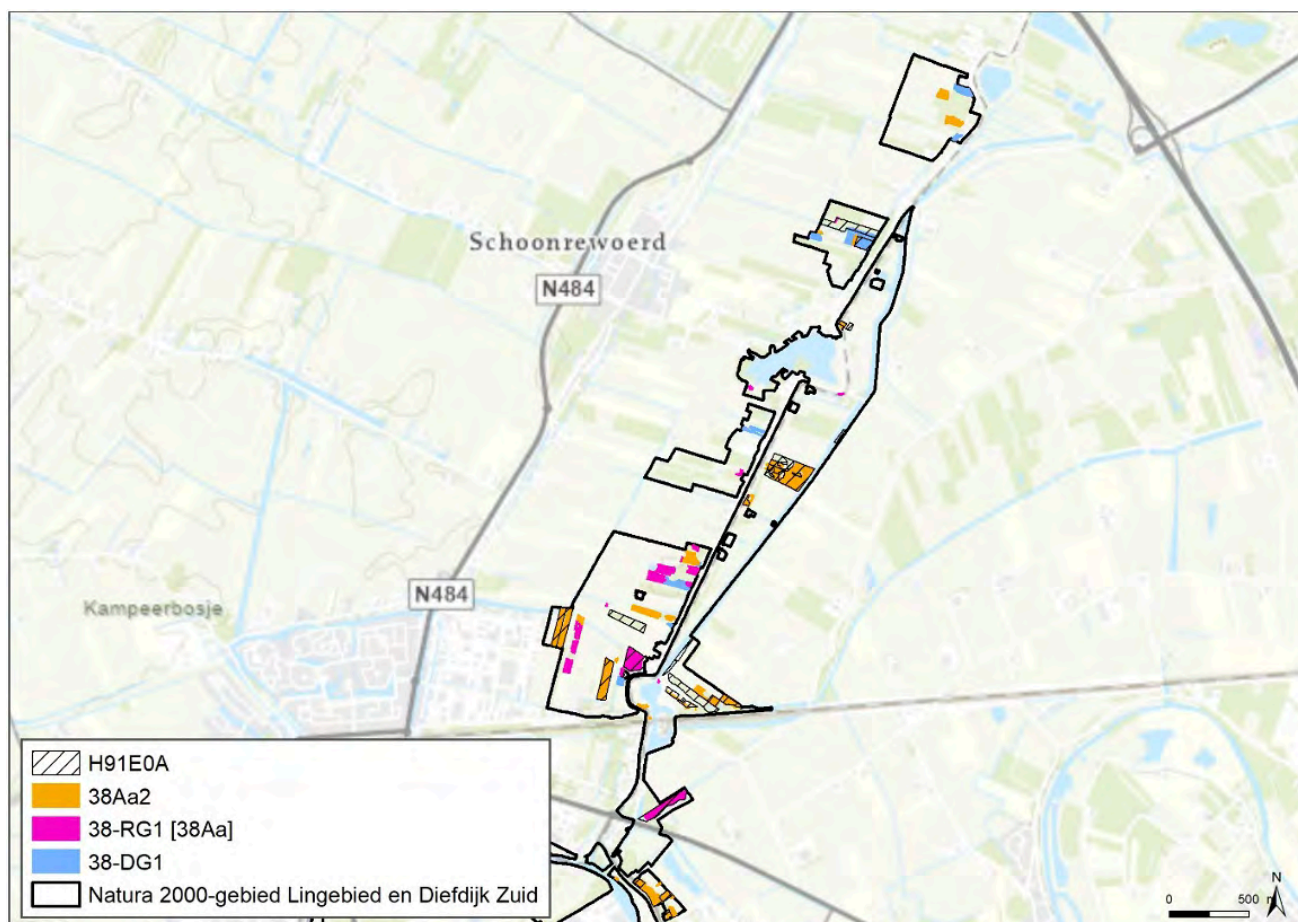 Schoonrewoerd
N484
N484
Kampeerbosje
H91E0A
38Aa2
38-RG1 [38Aa]
38-DG1
Natura 2000-gebied Lingebied en Diefdijk Zuid
N
0 500 m